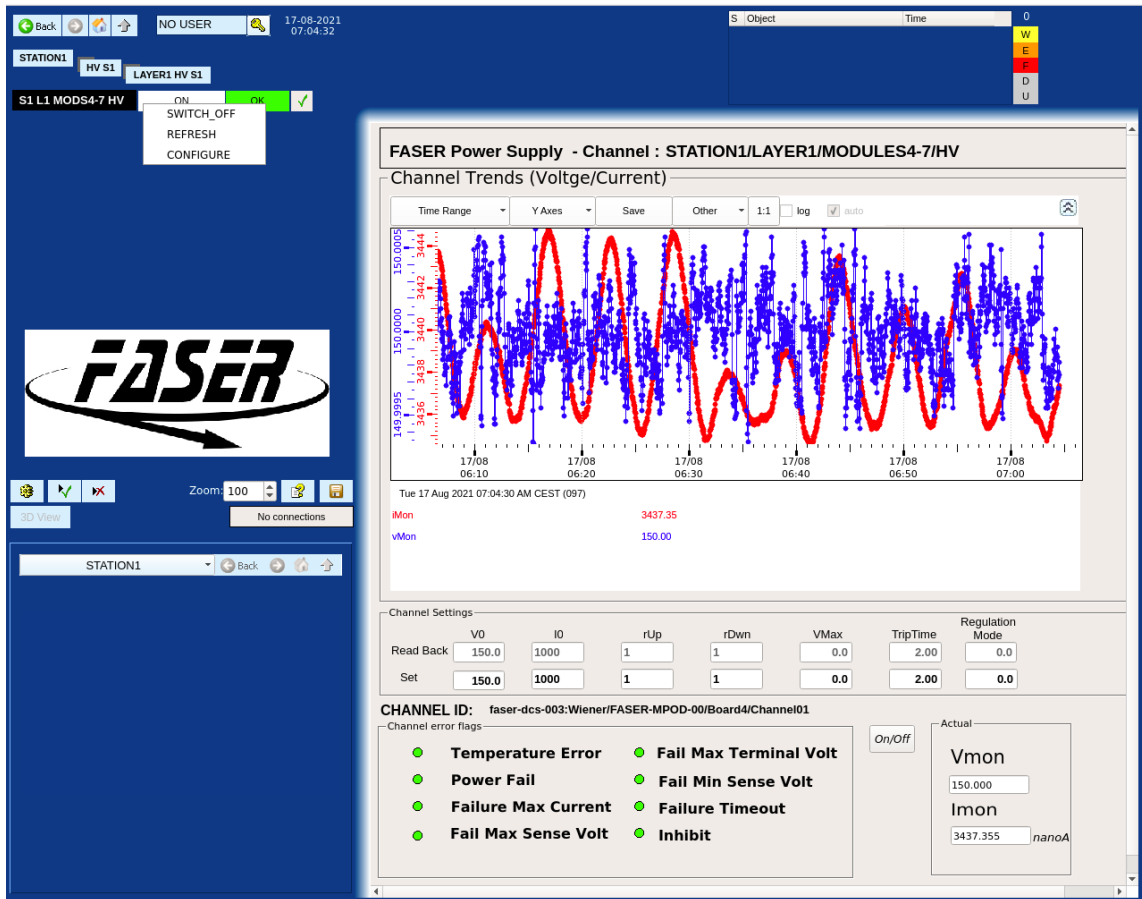 Back
NO USER
17-08-2021
07:04:32
S Object Time
0
W
E
F
D
U
STATION1
HV S1
LAYER1 HV S1
S1 L1 MODS4-7 HV ON OK
SWITCH_OFF
REFRESH
CONFIGURE
FASER
Zoom: 100
3D View
No connections
STATION1 Back
FASER Power Supply - Channel : STATION1/LAYER1/MODULES4-7/HV
Channel Trends (Voltge/Current)
Time Range Y Axes Save Other 1:1 log auto
150.0005
150.0000
149.9995
3444
3442
3440
3438
3436
17/08 17/08 17/08 17/08 17/08 17/08
06:10 06:20 06:30 06:40 06:50 07:00
Tue 17 Aug 2021 07:04:30 AM CEST (097)
iMon 3437.35
vMon 150.00
Channel Settings
V0 I0 rUp rDwn VMax TripTime Regulation Mode
Read Back 150.0 1000 1 1 0.0 2.00 0.0
Set 150.0 1000 1 1 0.0 2.00 0.0
CHANNEL ID: faser-dcs-003:Wiener/FASER-MPOD-00/Board4/Channel01
Channel error flags
Temperature Error Fail Max Terminal Volt
Power Fail Fail Min Sense Volt
Failure Max Current Failure Timeout
Fail Max Sense Volt Inhibit
On/Off
Actual
Vmon
150.000
Imon
3437.355 nanoA